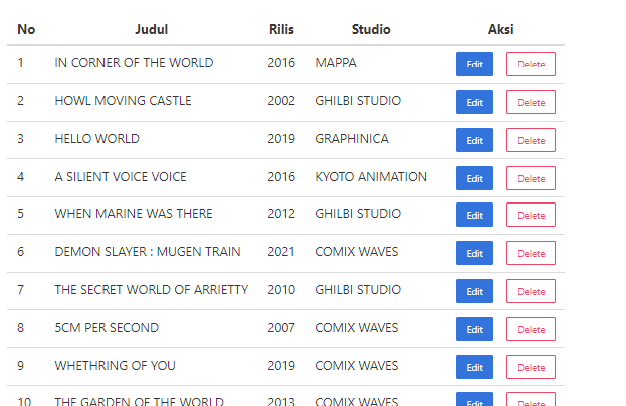 No Judul Rilis Studio Aksi
1 IN CORNER OF THE WORLD 2016 MAPPA Edit Delete
2 HOWL MOVING CASTLE 2002 GHILBI STUDIO Edit Delete
3 HELLO WORLD 2019 GRAPHINICA Edit Delete
4 A SILIENT VOICE VOICE 2016 KYOTO ANIMATION Edit Delete
5 WHEN MARINE WAS THERE 2012 GHILBI STUDIO Edit Delete
6 DEMON SLAYER : MUGEN TRAIN 2021 COMIX WAVES Edit Delete
7 THE SECRET WORLD OF ARRIETTY 2010 GHILBI STUDIO Edit Delete
8 5CM PER SECOND 2007 COMIX WAVES Edit Delete
9 WHETHRING OF YOU 2019 COMIX WAVES Edit Delete
10 THE GARDEN OF THE WORLD 2013 COMIX WAVES Edit Delete